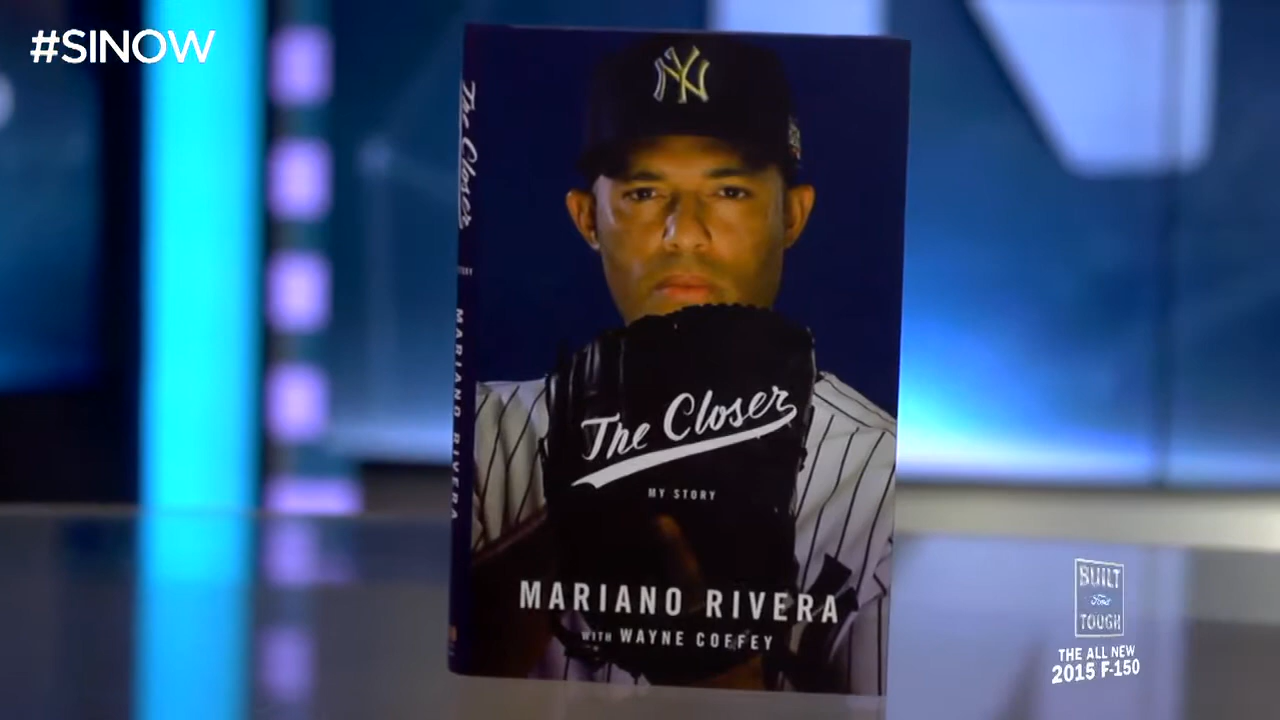 #SINOW
NY
The Closer
STORY
MARIANO RIVERA
The Closer
MY STORY
MARIANO RIVERA
WITH WAYNE COFFEY
BUILT
Ford
TOUGH
THE ALL NEW
2015 F-150